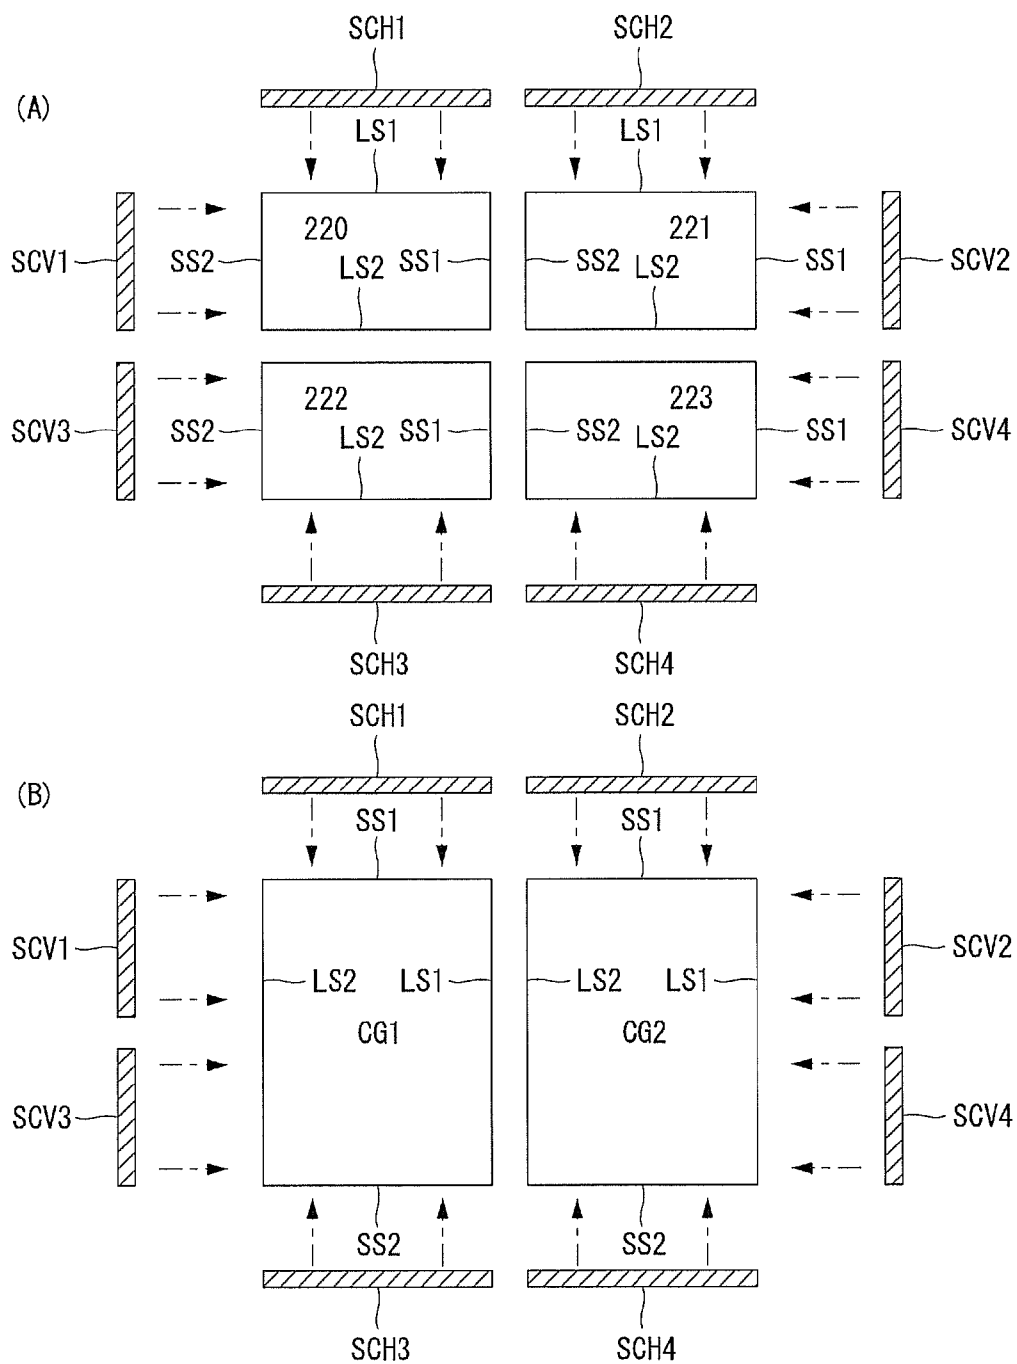 SCH1 SCH2
(A)
LS1 LS1
220 221
SCV1 SS2 LS2 SS1 SS2 LS2 SS1 SCV2
222 223
SCV3 SS2 LS2 SS1 SS2 LS2 SS1 SCV4
SCH3 SCH4
SCH1 SCH2
(B)
SS1 SS1
SCV1 LS2 LS1 LS2 LS1 SCV2
CG1 CG2
SCV3 SCV4
SS2 SS2
SCH3 SCH4